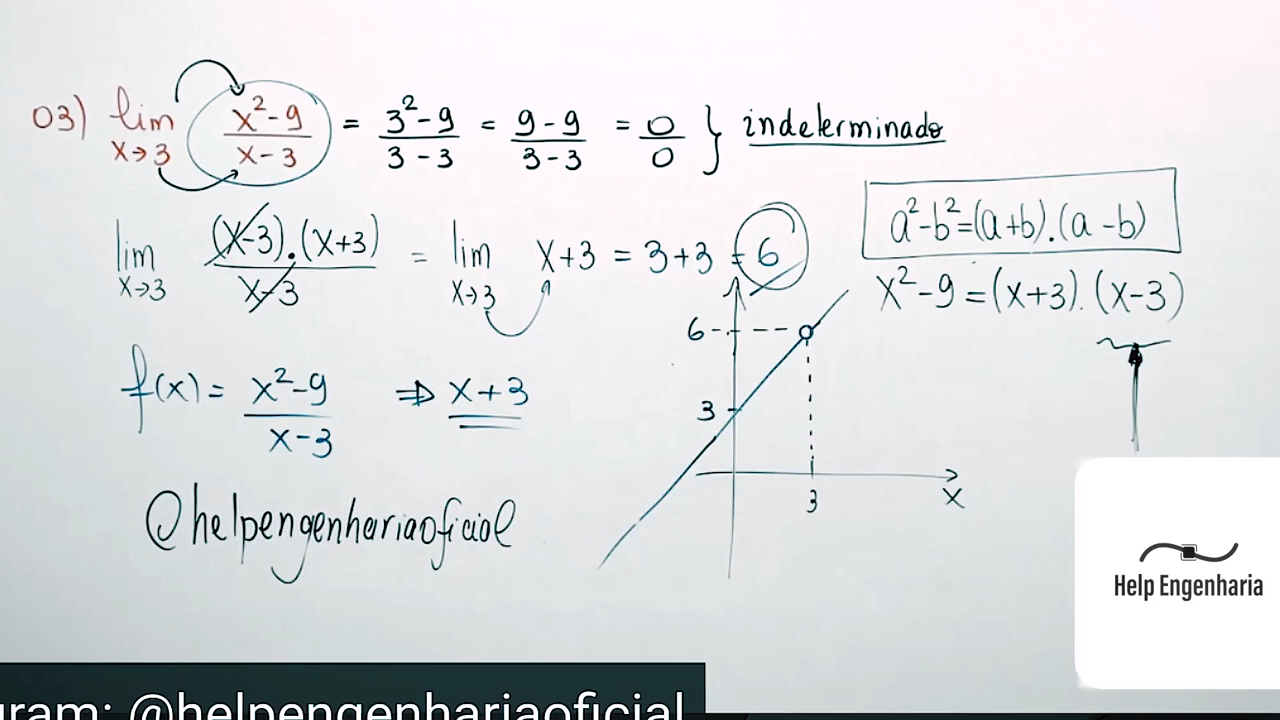 03) lim x→3 x²-9/x-3 = 3²-9/3-3 = 9-9/3-3 = 0/0 } indeterminado
a²-b²=(a+b).(a-b)
lim x→3 (x-3).(x+3)/x-3 = lim x→3 x+3 = 3+3 = 6
x²-9=(x+3).(x-3)
6
3
3
x
f(x)= x²-9/x-3 ⇒ x+3
@helpengenhariaoficial
Help Engenharia
gram: @helpengenhariaoficial